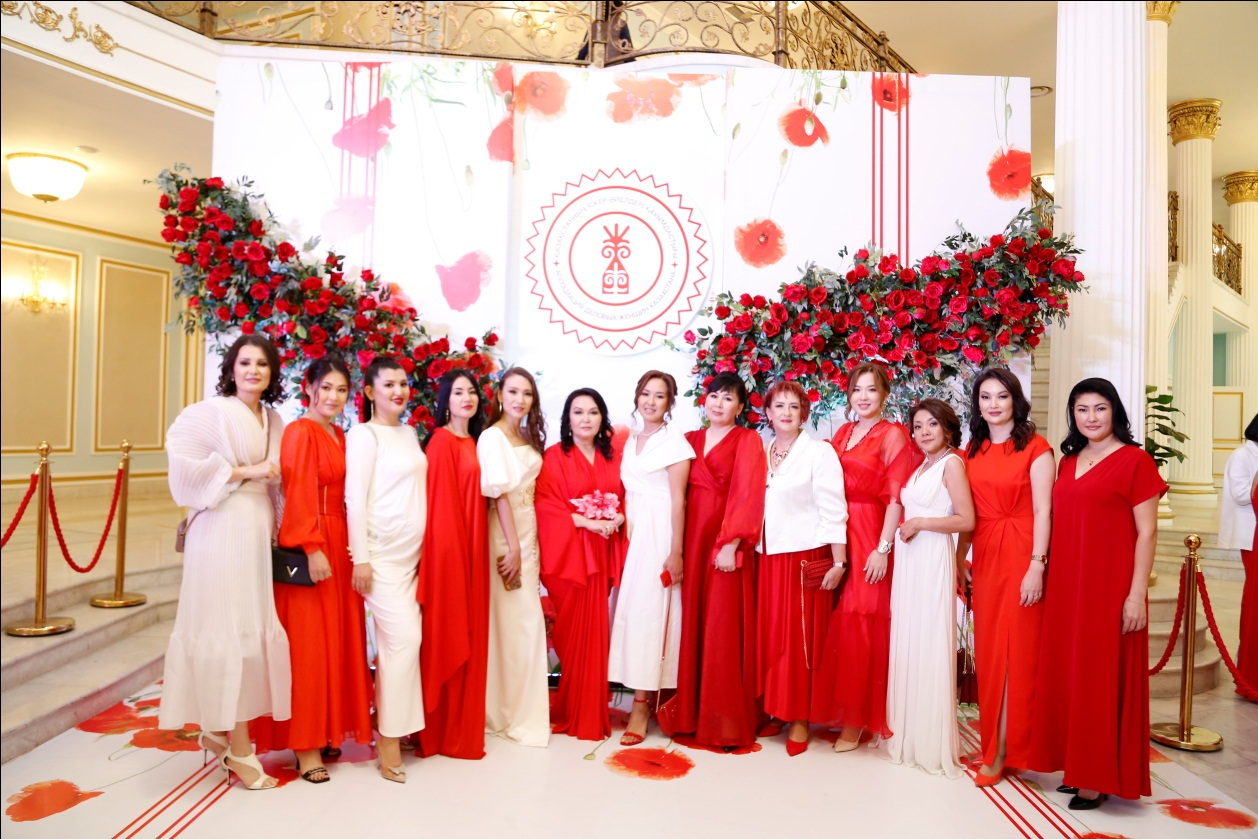 ҚАЗАҚСТАННЫҢ ІСКЕР ӘЙЕЛДЕР ҚАУЫМДАСТЫҒЫ
АССОЦИАЦИЯ ДЕЛОВЫХ ЖЕНЩИН КАЗАХСТАНА